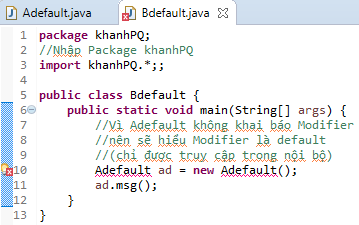 Adefault.java Bdefault.java
1 package khanhPQ;
2 //Nhập Package khanhPQ
3 import khanhPQ.*;;
4
5 public class Bdefault {
6 public static void main(String[] args) {
7 //Vì Adefault không khai báo Modifier
8 //nên sẽ hiểu Modifier là default
9 //(chỉ được truy cập trong nội bộ)
10 Adefault ad = new Adefault();
11 ad.msg();
12 }
13 }